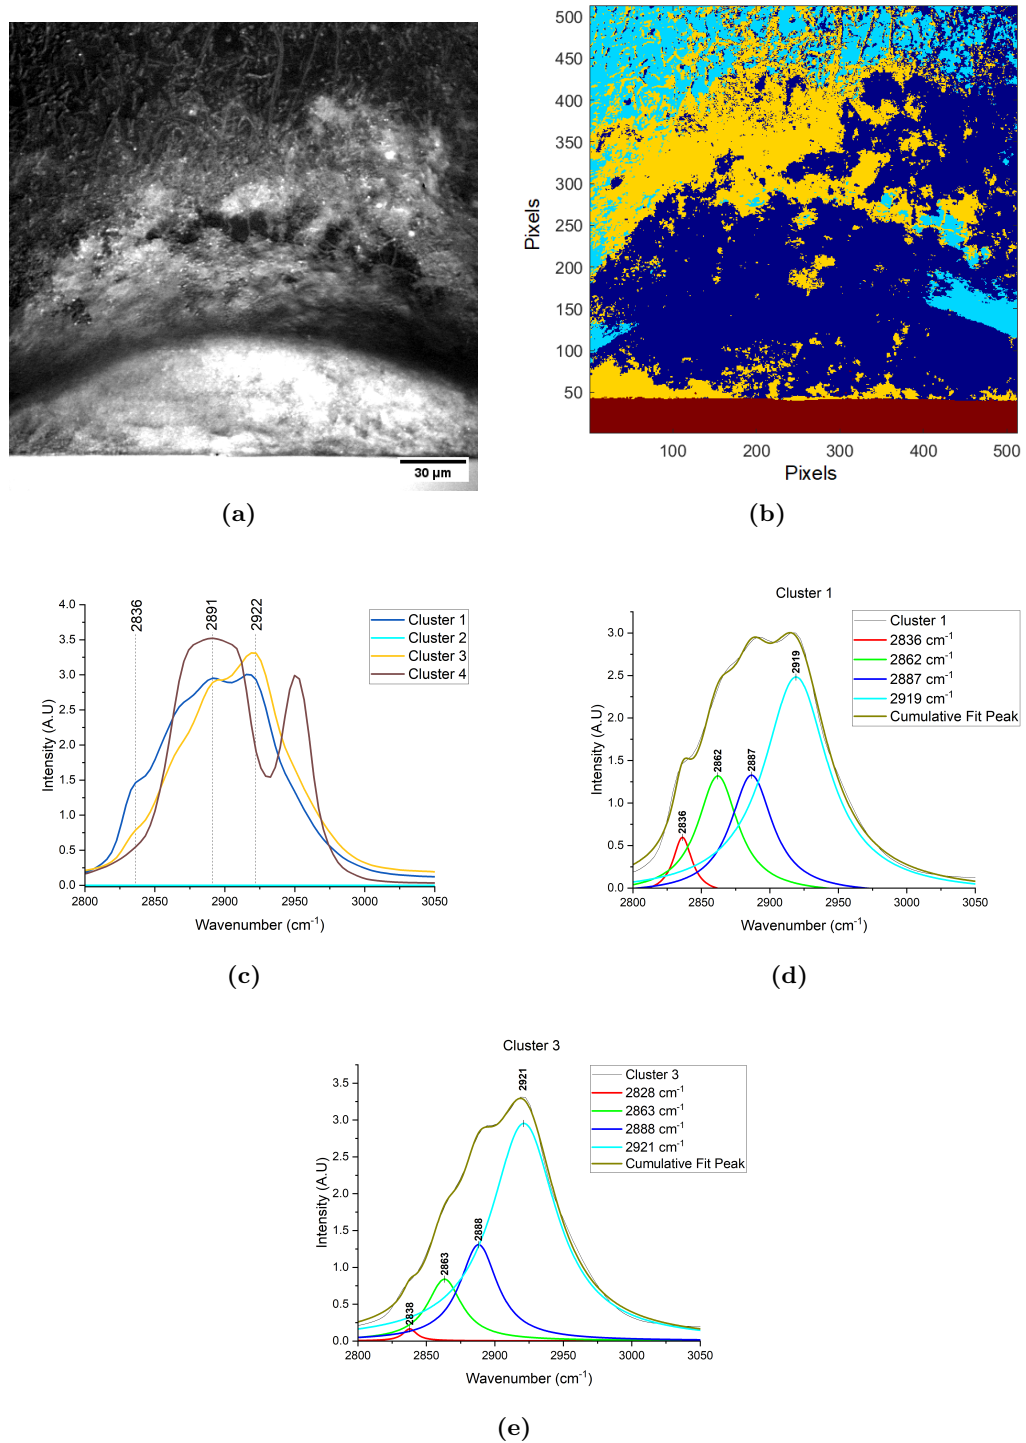 30 µm
(a)
500
450
400
350
300
250
200
150
100
50
Pixels
100 200 300 400 500
Pixels
(b)
2836 2891 2922
4.0
3.5
3.0
2.5
2.0
1.5
1.0
0.5
0.0
Intensity (A.U)
Cluster 1
Cluster 2
Cluster 3
Cluster 4
2800 2850 2900 2950 3000 3050
Wavenumber (cm⁻¹)
(c)
Cluster 1
3.0
2.5
2.0
1.5
1.0
0.5
0.0
Intensity (A.U)
Cluster 1
2836 cm⁻¹
2862 cm⁻¹
2887 cm⁻¹
2919 cm⁻¹
Cumulative Fit Peak
2919
2862
2887
2836
2800 2850 2900 2950 3000 3050
Wavenumber (cm⁻¹)
(d)
Cluster 3
3.5
3.0
2.5
2.0
1.5
1.0
0.5
0.0
Intensity (A.U)
2921
Cluster 3
2828 cm⁻¹
2863 cm⁻¹
2888 cm⁻¹
2921 cm⁻¹
Cumulative Fit Peak
2888
2863
2838
2800 2850 2900 2950 3000 3050
Wavenumber (cm⁻¹)
(e)